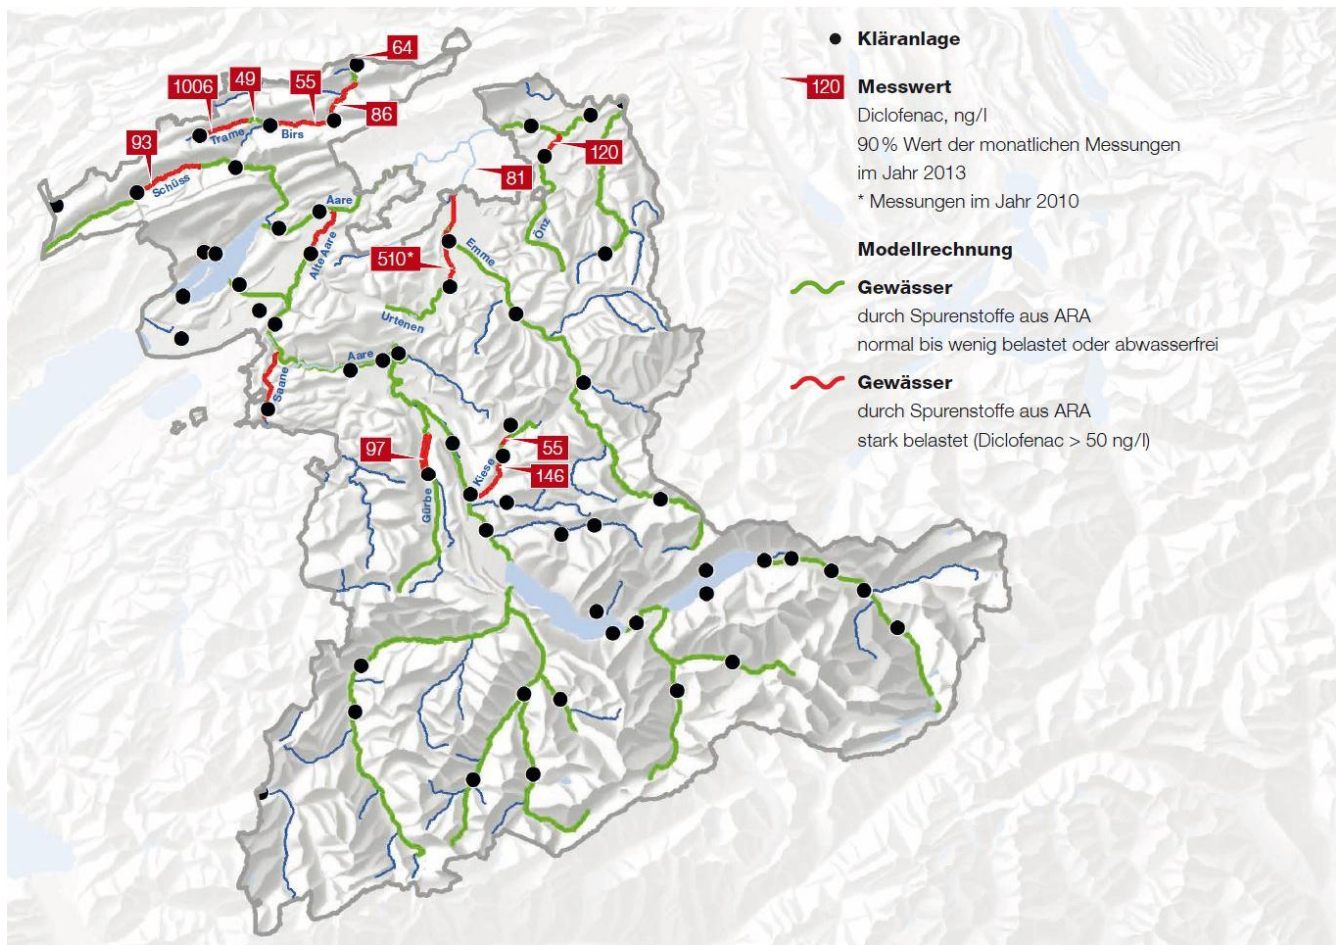 64
1006
49
55
86
Trame
Birs
93
Schüss
120
81
Aare
Alte Aare
Önz
Emme
510*
Urtenen
Aare
Saane
97
55
146
Kiese
Gürbe
Kläranlage
120
Messwert
Diclofenac, ng/l
90 % Wert der monatlichen Messungen
im Jahr 2013
* Messungen im Jahr 2010
Modellrechnung
Gewässer
durch Spurenstoffe aus ARA
normal bis wenig belastet oder abwasserfrei
Gewässer
durch Spurenstoffe aus ARA
stark belastet (Diclofenac > 50 ng/l)